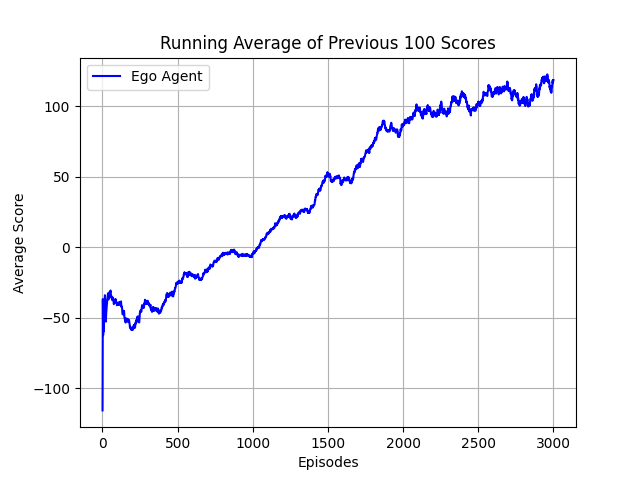 Running Average of Previous 100 Scores
Ego Agent
100
50
0
−50
−100
Average Score
0 500 1000 1500 2000 2500 3000
Episodes